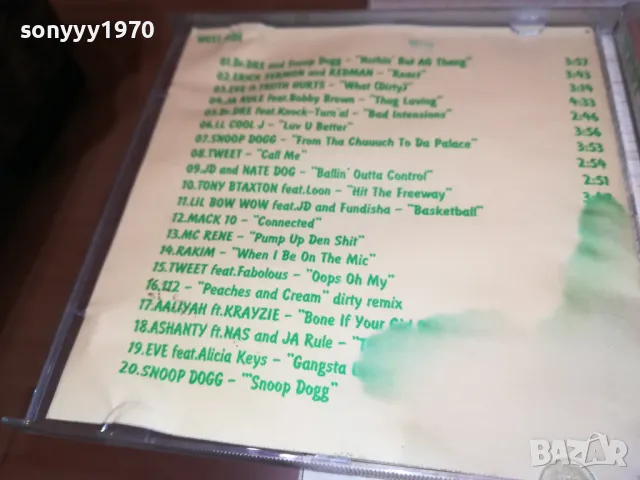 sonyyy1970
01.Dr.DRE and Snoop Dogg - "Nothin' But AG Thang" 3:57
02.ERICK SERMON and REDMAN - "React" 3:43
03.EVE ft TRUTH HURTS - "What (Dirty)" 3:14
04.JA RULE feat.Bobby Brown - "Thug Loving" 4:33
05.Dr.DRE feat.Knock-Turn'al - "Bad Intensions" 2:46
06.LL COOL J - "Luv U Better" 3:56
07.SNOOP DOGG - "From Tha Chauuch To Da Palace" 3:53
08.TWEET - "Call Me" 2:54
09.JD and NATE DOG - "Ballin' Outta Control" 2:51
10.TONY BTAXTON feat.Loon - "Hit The Freeway"
11.LIL BOW WOW feat.JD and Fundisha - "Basketball"
12.MACK 10 - "Connected"
13.MC RENE - "Pump Up Den Shit"
14.RAKIM - "When I Be On The Mic"
15.TWEET feat.Fabolous - "Oops Oh My"
16.112 - "Peaches and Cream" dirty remix
17.AALIYAH ft.KRAYZIE - "Bone If Your
18.ASHANTY ft.NAS and JA Rule -
19.EVE feat.Alicia Keys - "Gangsta
20.SNOOP DOGG - "'Snoop Dogg"
BAZAR